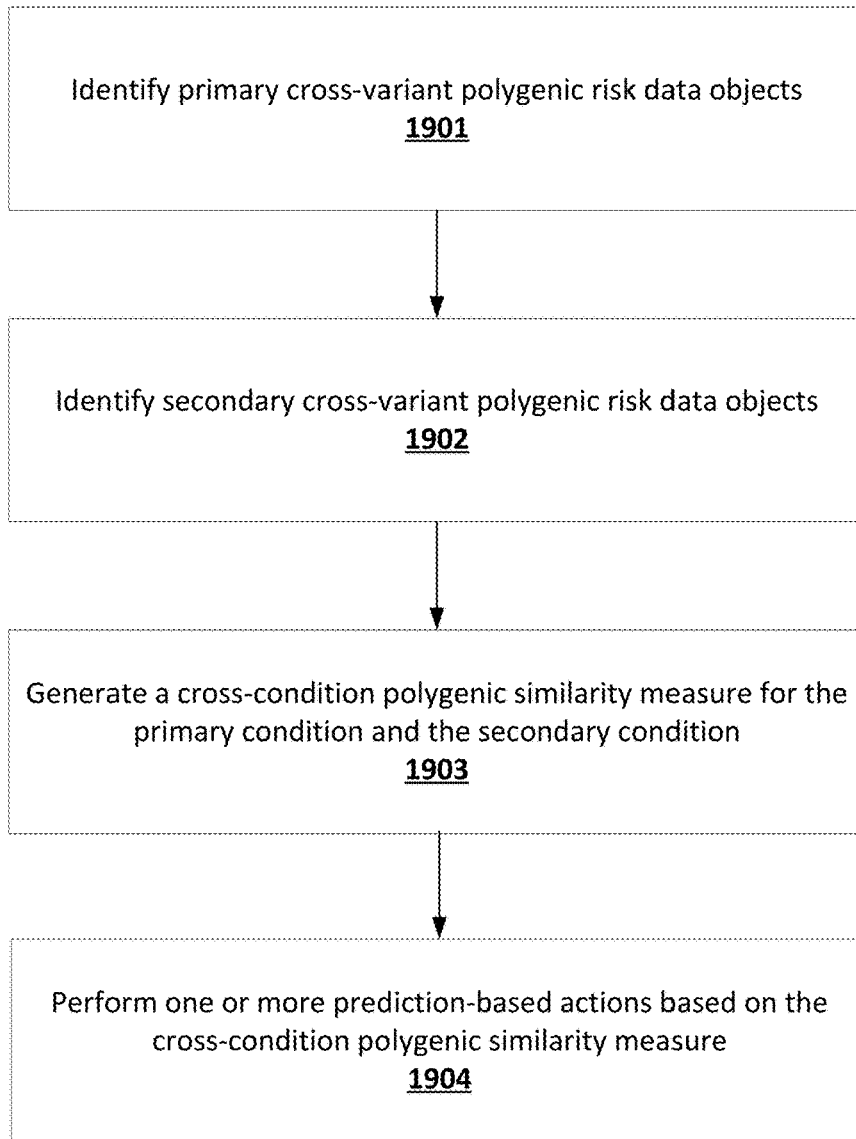 Identify primary cross-variant polygenic risk data objects
1901
Identify secondary cross-variant polygenic risk data objects
1902
Generate a cross-condition polygenic similarity measure for the
primary condition and the secondary condition
1903
Perform one or more prediction-based actions based on the
cross-condition polygenic similarity measure
1904